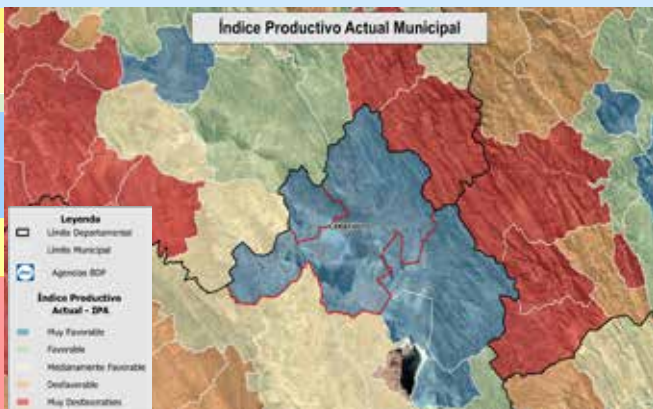 Índice Productivo Actual Municipal
Leyenda
Límite Departamental
Límite Municipal
Agencias BDP
Índice Productivo
Actual - IPA
Muy Favorable
Favorable
Medianamente Favorable
Desfavorable
Muy Desfavorables